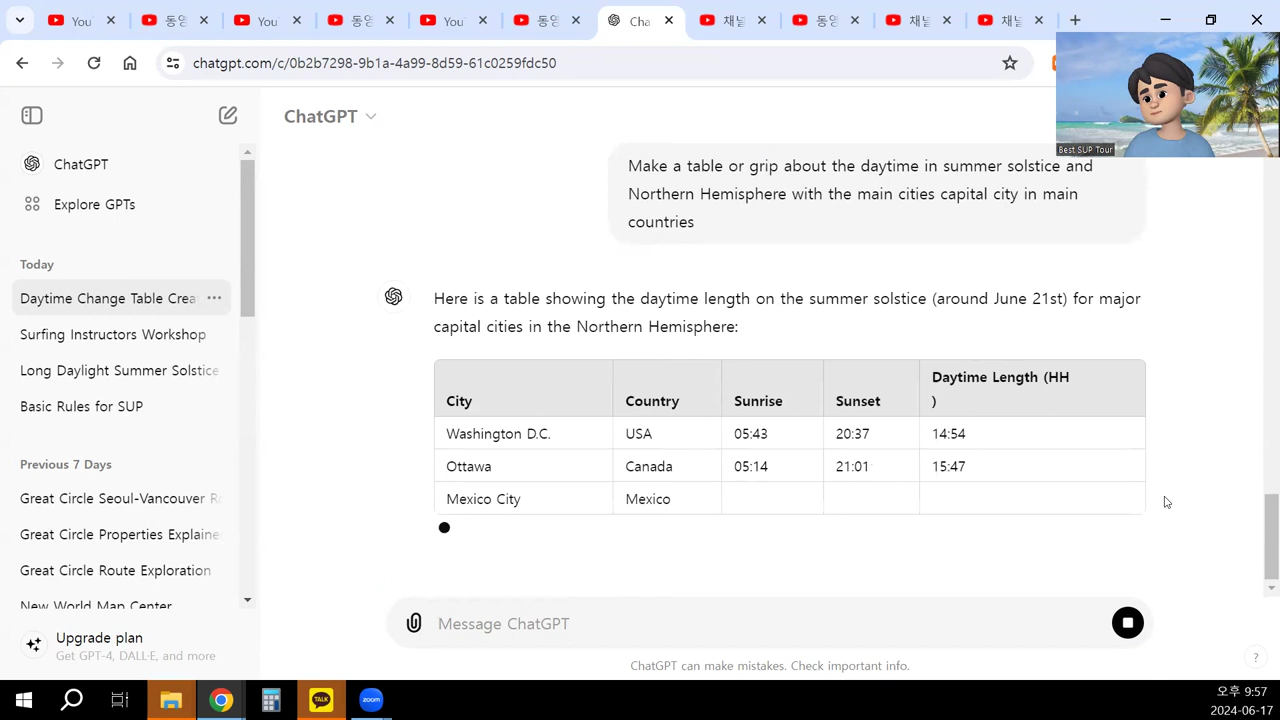 You
동영
You
동영
You
동영
Cha
채널
동영
채널
채널
chatgpt.com/c/0b2b7298-9b1a-4a99-8d59-61c0259fdc50
Best SUP Tour
ChatGPT
Explore GPTs
Today
Daytime Change Table Crea
Surfing Instructors Workshop
Long Daylight Summer Solstice
Basic Rules for SUP
Previous 7 Days
Great Circle Seoul-Vancouver R
Great Circle Properties Explaine
Great Circle Route Exploration
New World Map Center
Upgrade plan
Get GPT-4, DALL·E, and more
ChatGPT
Make a table or grip about the daytime in summer solstice and
Northern Hemisphere with the main cities capital city in main
countries
Here is a table showing the daytime length on the summer solstice (around June 21st) for major
capital cities in the Northern Hemisphere:
City Country Sunrise Sunset Daytime Length (HH
)
Washington D.C. USA 05:43 20:37 14:54
Ottawa Canada 05:14 21:01 15:47
Mexico City Mexico
Message ChatGPT
ChatGPT can make mistakes. Check important info.
?
TALK
zoom
오후 9:57
2024-06-17